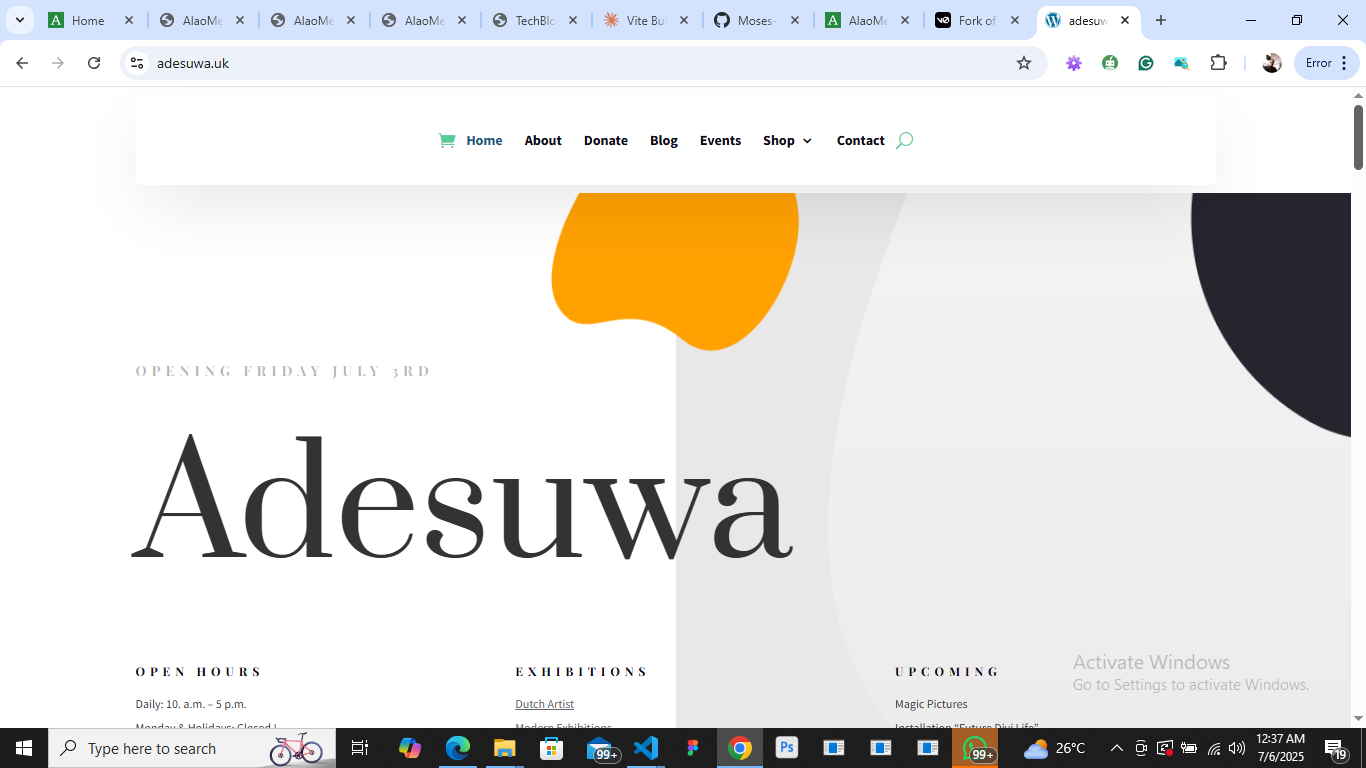 Home
AlaoMe
AlaoMe
AlaoMe
TechBlo
Vite Bui
Moses-
AlaoMe
Fork of
adesuw
adesuwa.uk
Error
Home About Donate Blog Events Shop Contact
OPENING FRIDAY JULY 3RD
Adesuwa
OPEN HOURS
Daily: 10. a.m. – 5 p.m.
Monday & Holidays: Closed !
EXHIBITIONS
Dutch Artist
Modern Exhibitions
UPCOMING
Magic Pictures
Installation “Future Divi Life”
Activate Windows
Go to Settings to activate Windows.
Type here to search
99+
Ps
99+
26°C
12:37 AM
7/6/2025
19